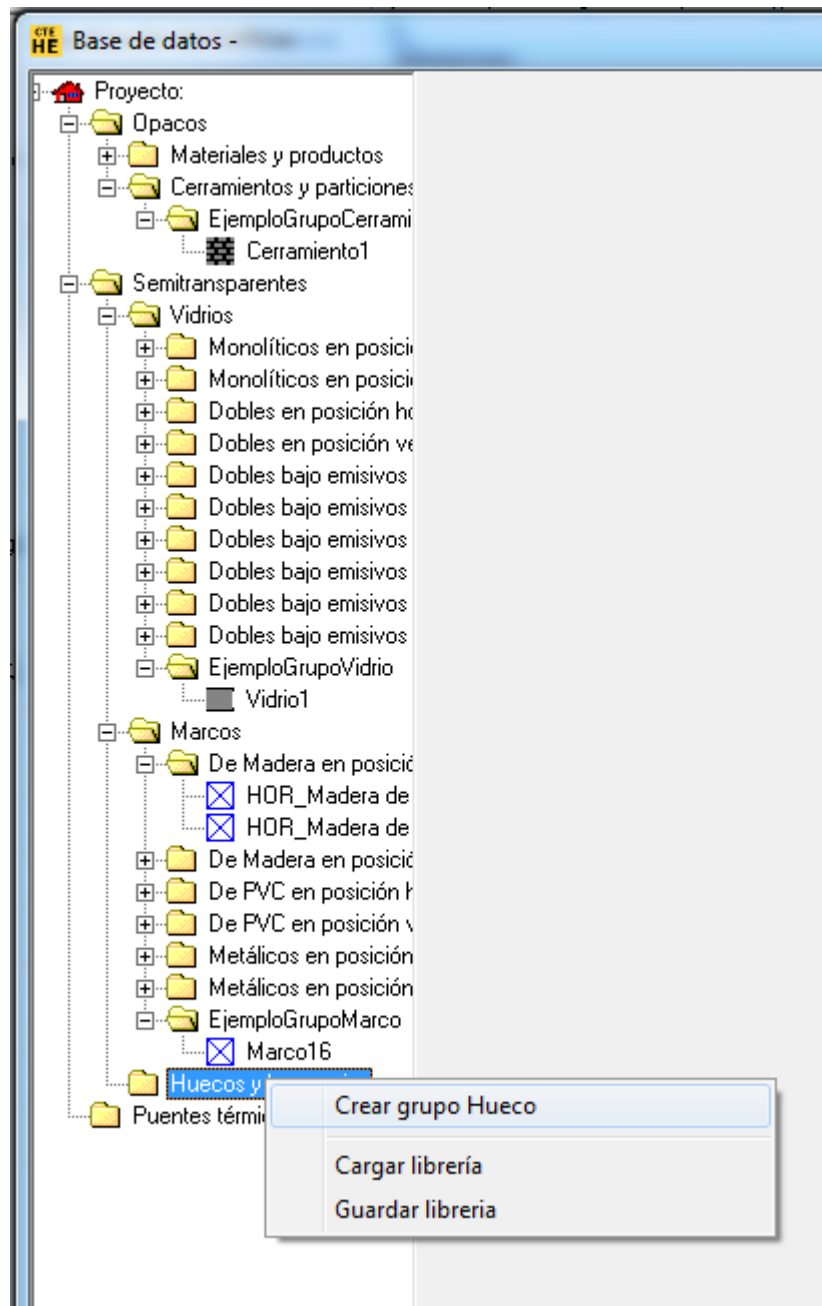 CTE
HE Base de datos -
Proyecto:
Opacos
Materiales y productos
Cerramientos y particiones
EjemploGrupoCerrami
Cerramiento1
Semitransparentes
Vidrios
Monolíticos en posici
Monolíticos en posici
Dobles en posición ho
Dobles en posición ve
Dobles bajo emisivos
Dobles bajo emisivos
Dobles bajo emisivos
Dobles bajo emisivos
Dobles bajo emisivos
Dobles bajo emisivos
EjemploGrupoVidrio
Vidrio1
Marcos
De Madera en posició
HOR_Madera de
HOR_Madera de
De Madera en posició
De PVC en posición h
De PVC en posición v
Metálicos en posición
Metálicos en posición
EjemploGrupoMarco
Marco16
Huecos y
Puentes térmi
Crear grupo Hueco
Cargar librería
Guardar libreria